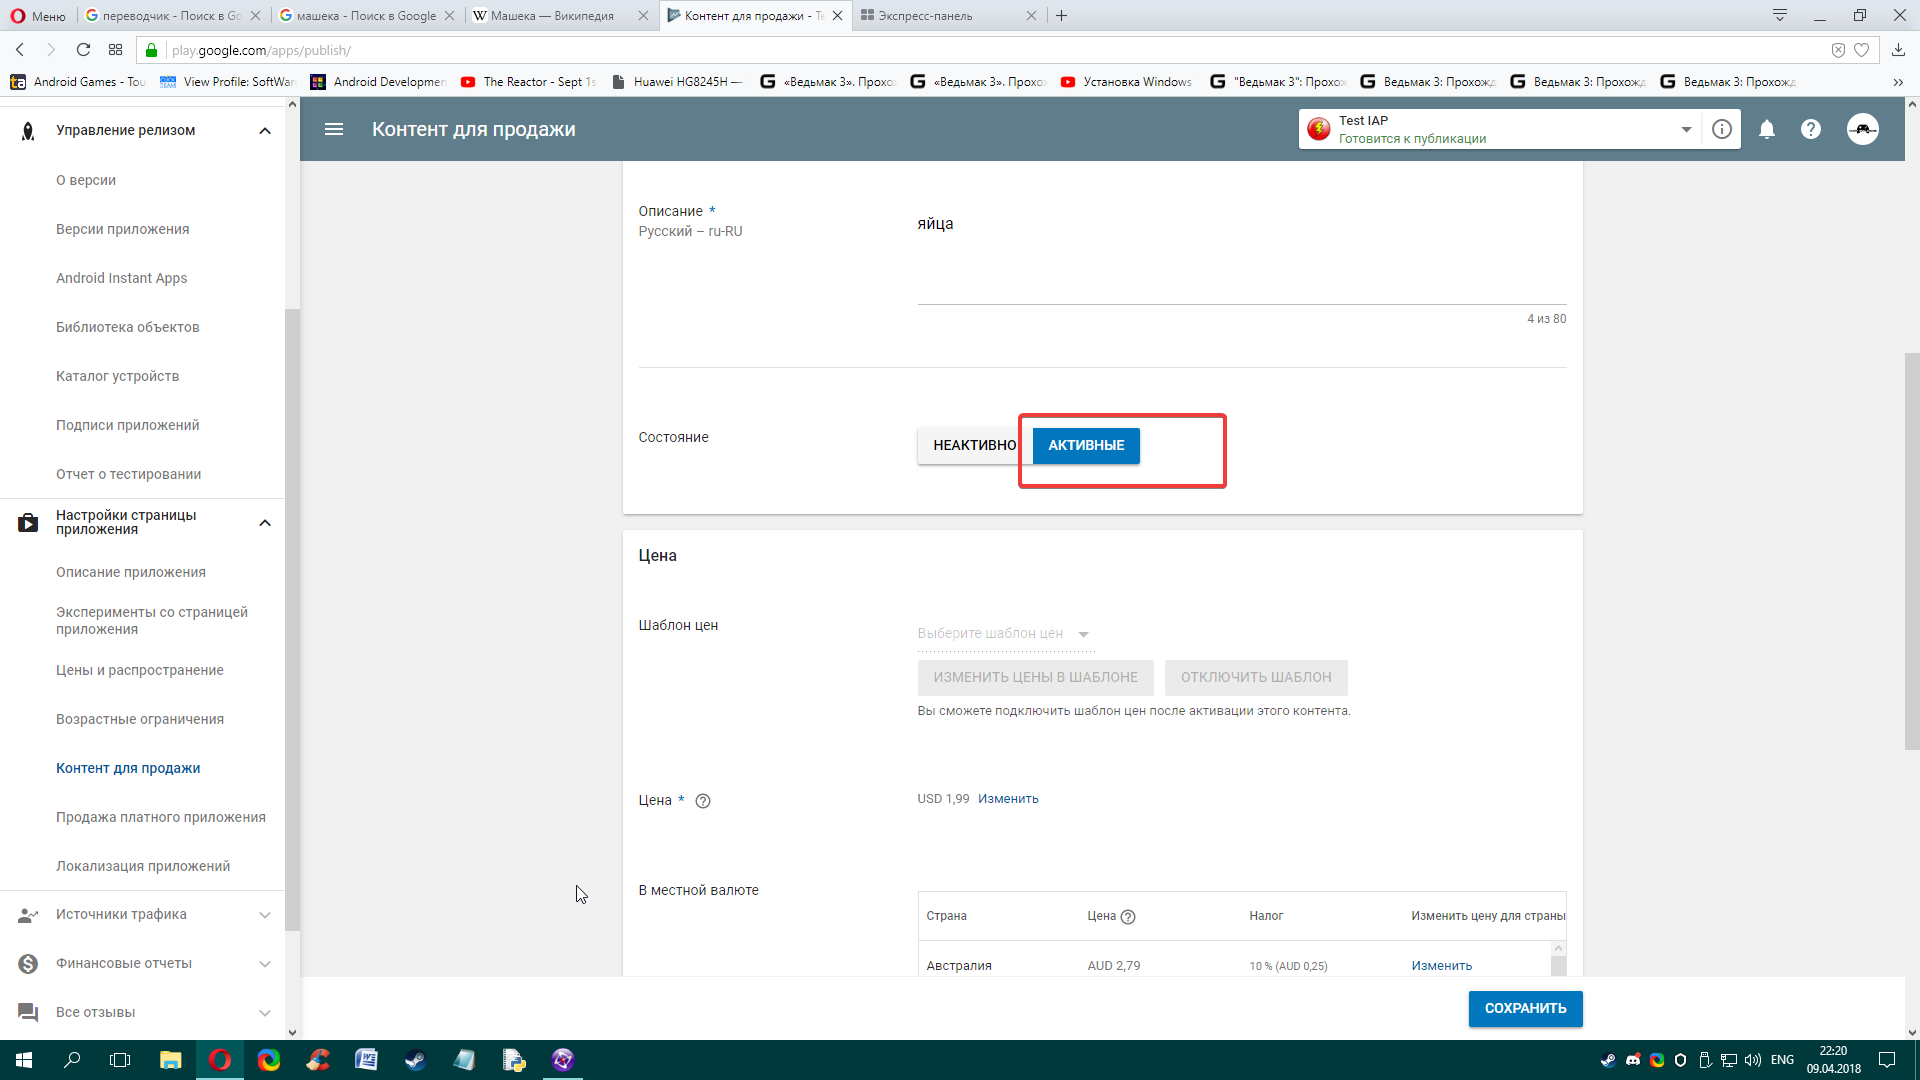 Меню
переводчик - Поиск в Go
машека - Поиск в Google
Машека — Википедия
Контент для продажи - Te
Экспресс-панель
play.google.com/apps/publish/
Android Games - Tou
View Profile: SoftWare
Android Developmen
The Reactor - Sept 1s
Huawei HG8245H —
«Ведьмак 3». Прохо
«Ведьмак 3». Прохо
Установка Windows
"Ведьмак 3": Прохож
Ведьмак 3: Прохожд
Ведьмак 3: Прохожд
Ведьмак 3: Прохожд
Управление релизом
О версии
Версии приложения
Android Instant Apps
Библиотека объектов
Каталог устройств
Подписи приложений
Отчет о тестировании
Настройки страницы
приложения
Описание приложения
Эксперименты со страницей
приложения
Цены и распространение
Возрастные ограничения
Контент для продажи
Продажа платного приложения
Локализация приложений
Источники трафика
Финансовые отчеты
Все отзывы
Контент для продажи
Test IAP
Готовится к публикации
Описание *
Русский – ru-RU
яйца
4 из 80
Состояние
НЕАКТИВНО
АКТИВНЫЕ
Цена
Шаблон цен
Выберите шаблон цен
ИЗМЕНИТЬ ЦЕНЫ В ШАБЛОНЕ
ОТКЛЮЧИТЬ ШАБЛОН
Вы сможете подключить шаблон цен после активации этого контента.
Цена *
USD 1,99 Изменить
В местной валюте
Страна
Цена
Налог
Изменить цену для страны
Австралия
AUD 2,79
10 % (AUD 0,25)
Изменить
СОХРАНИТЬ
ENG
22:20
09.04.2018